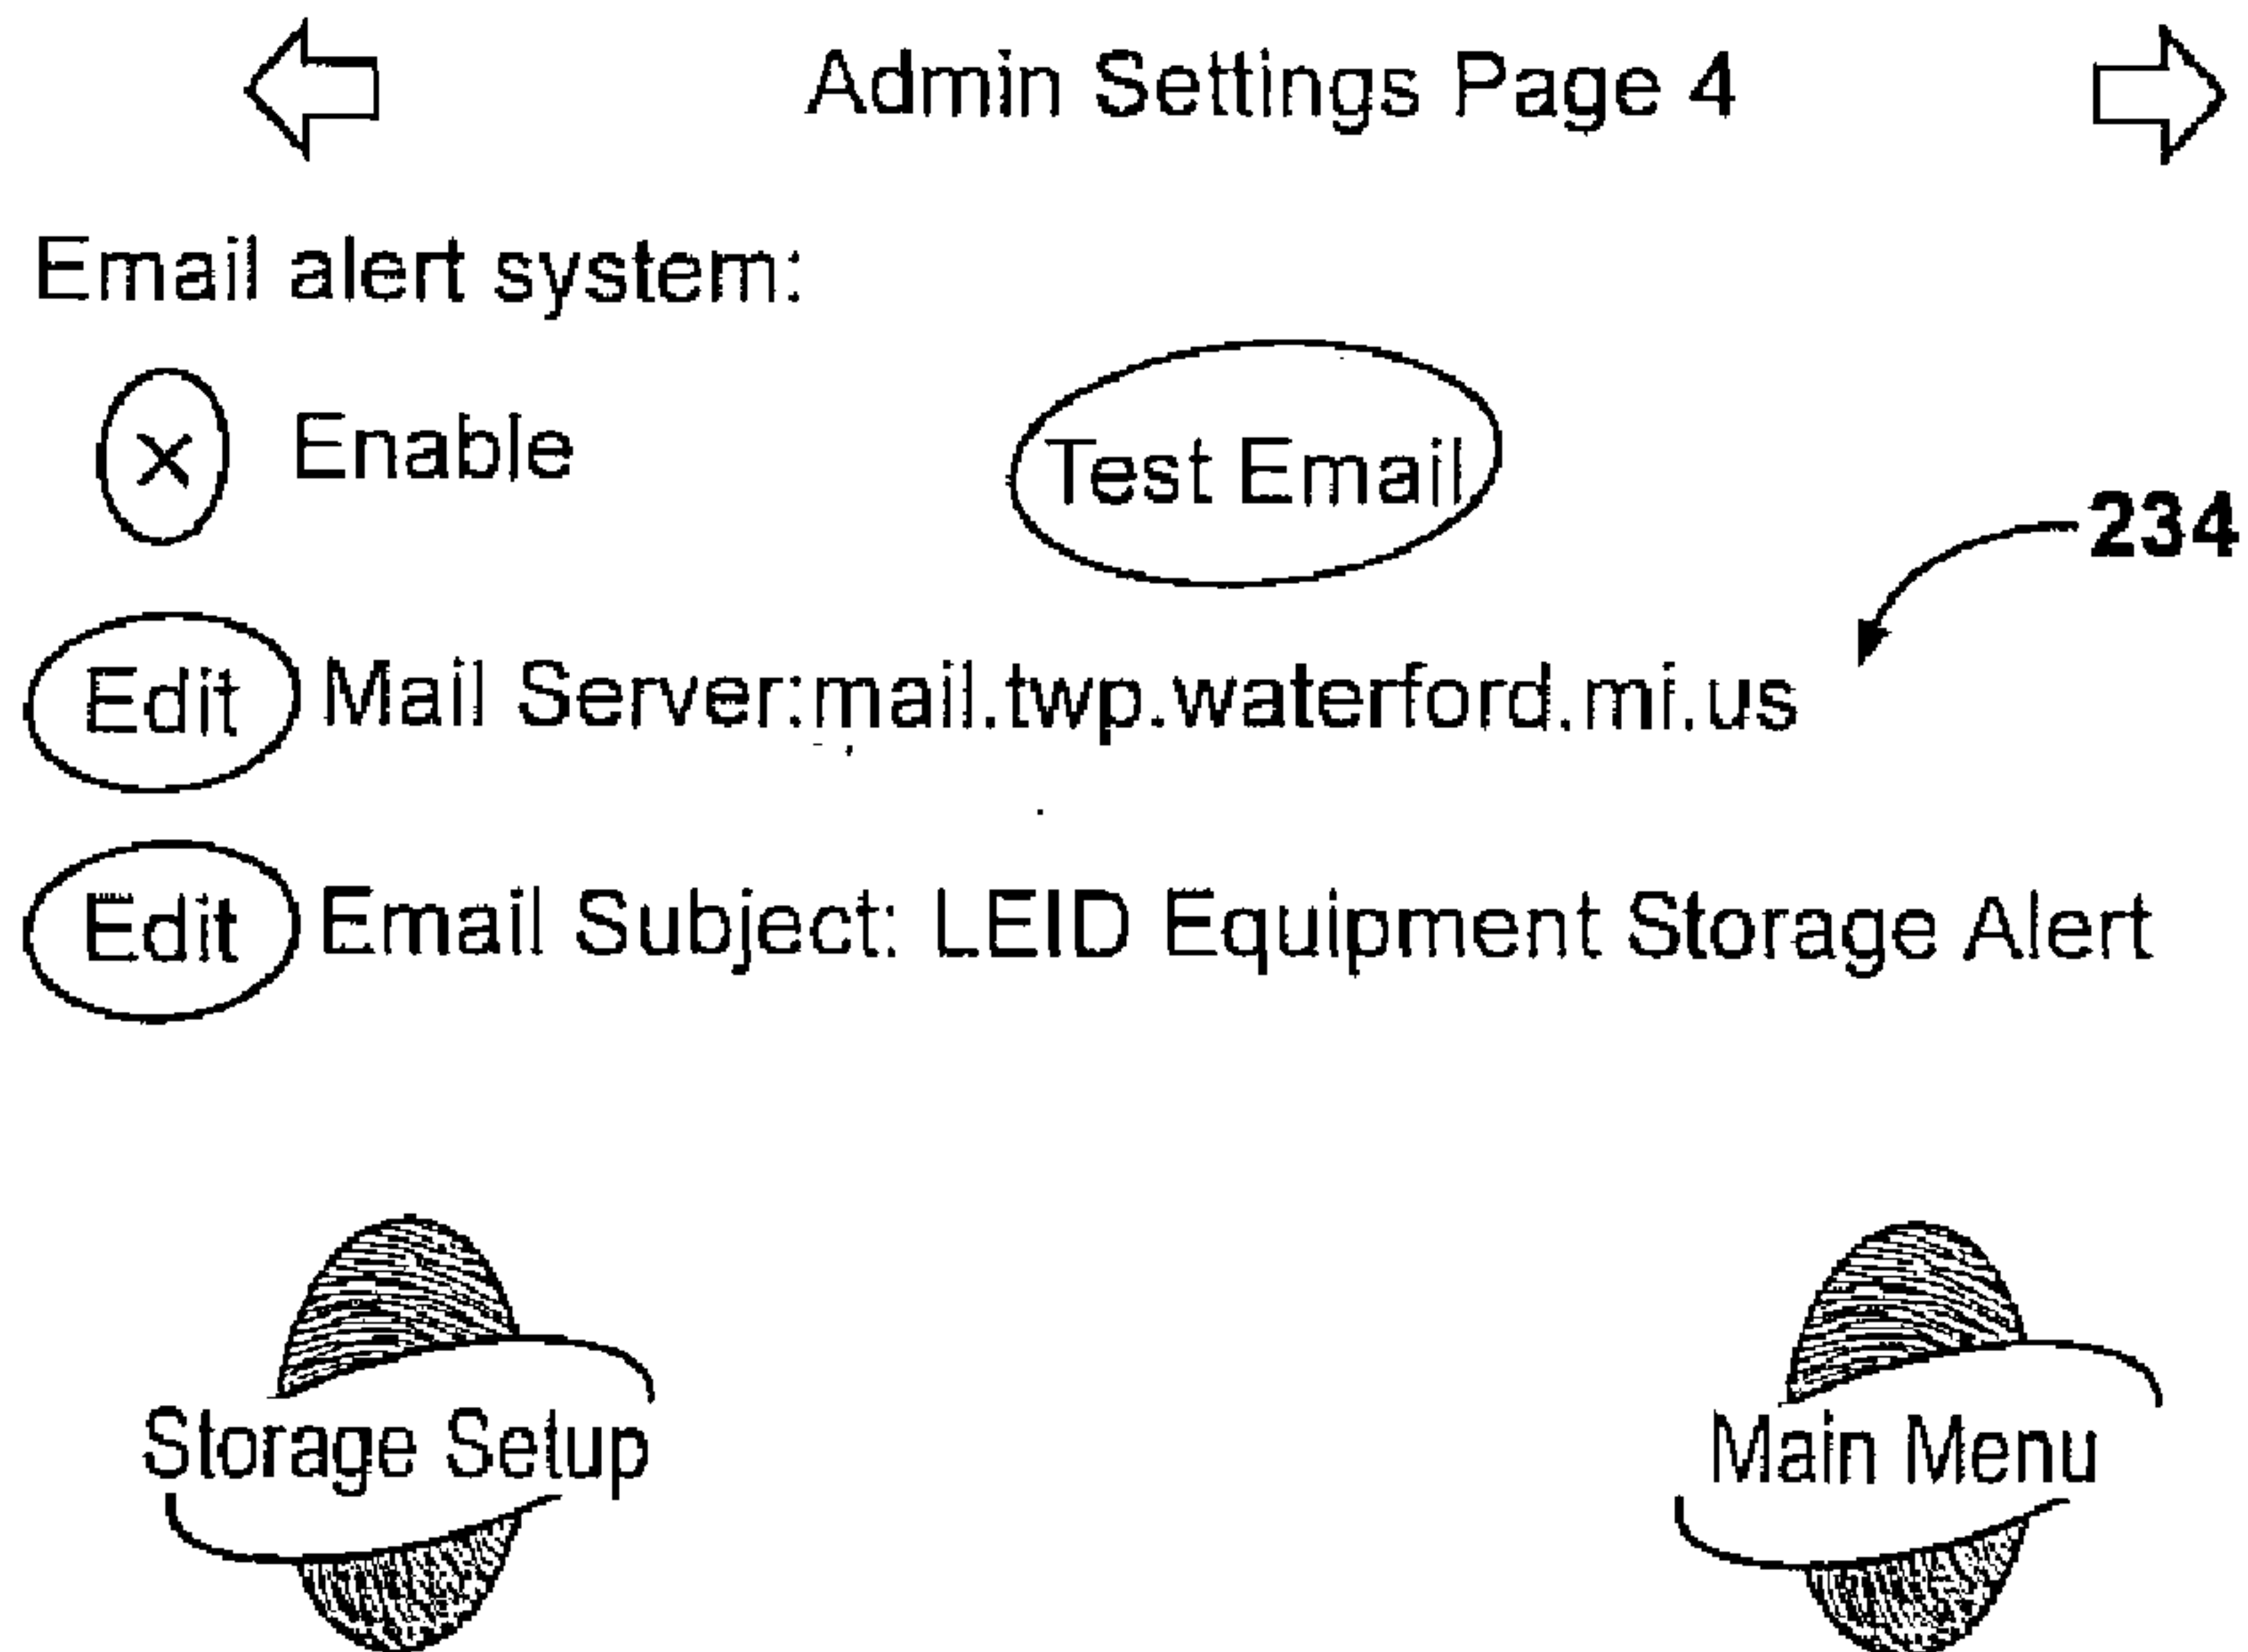 Admin Settings Page 4
Email alert system:
X Enable
Test Email
234
Edit Mail Server:mail.twp.waterford.mi.us
Edit Email Subject: LEID Equipment Storage Alert
Storage Setup
Main Menu